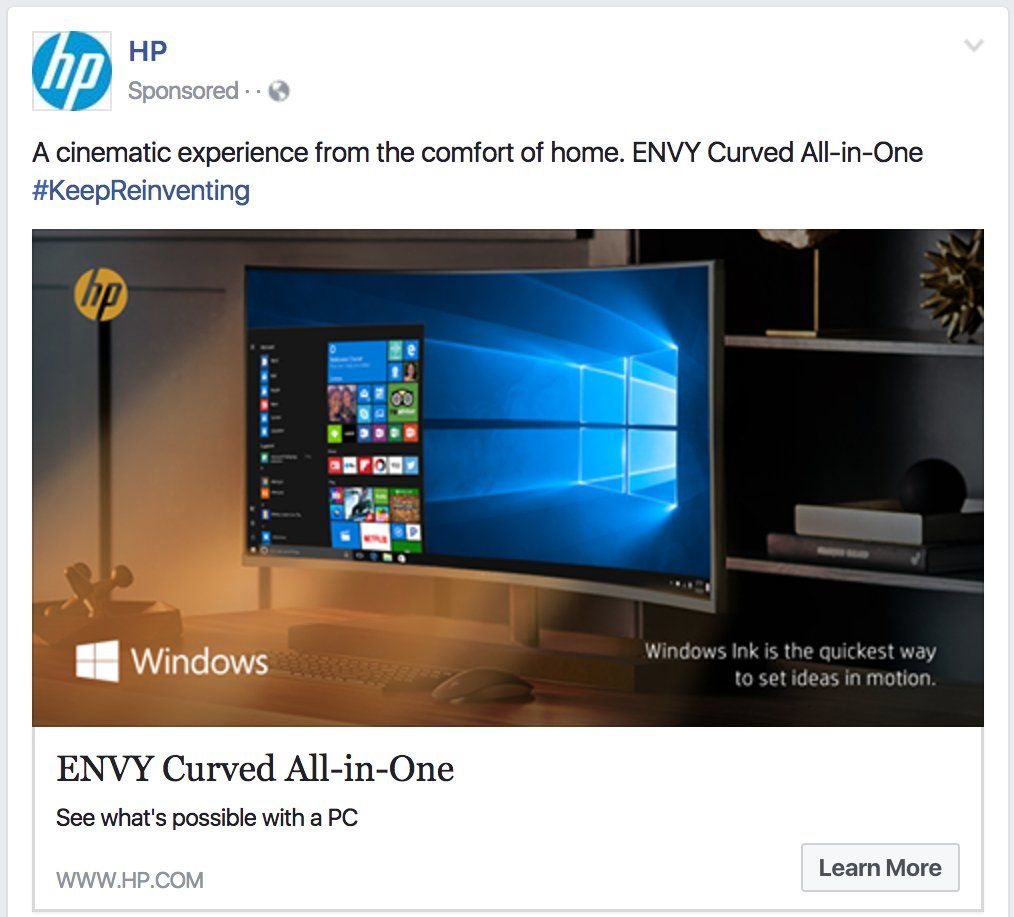 hp
HP
Sponsored · ·
A cinematic experience from the comfort of home. ENVY Curved All-in-One
#KeepReinventing
hp
NETFLIX
Windows
Windows Ink is the quickest way
to set ideas in motion.
ENVY Curved All-in-One
See what's possible with a PC
WWW.HP.COM
Learn More